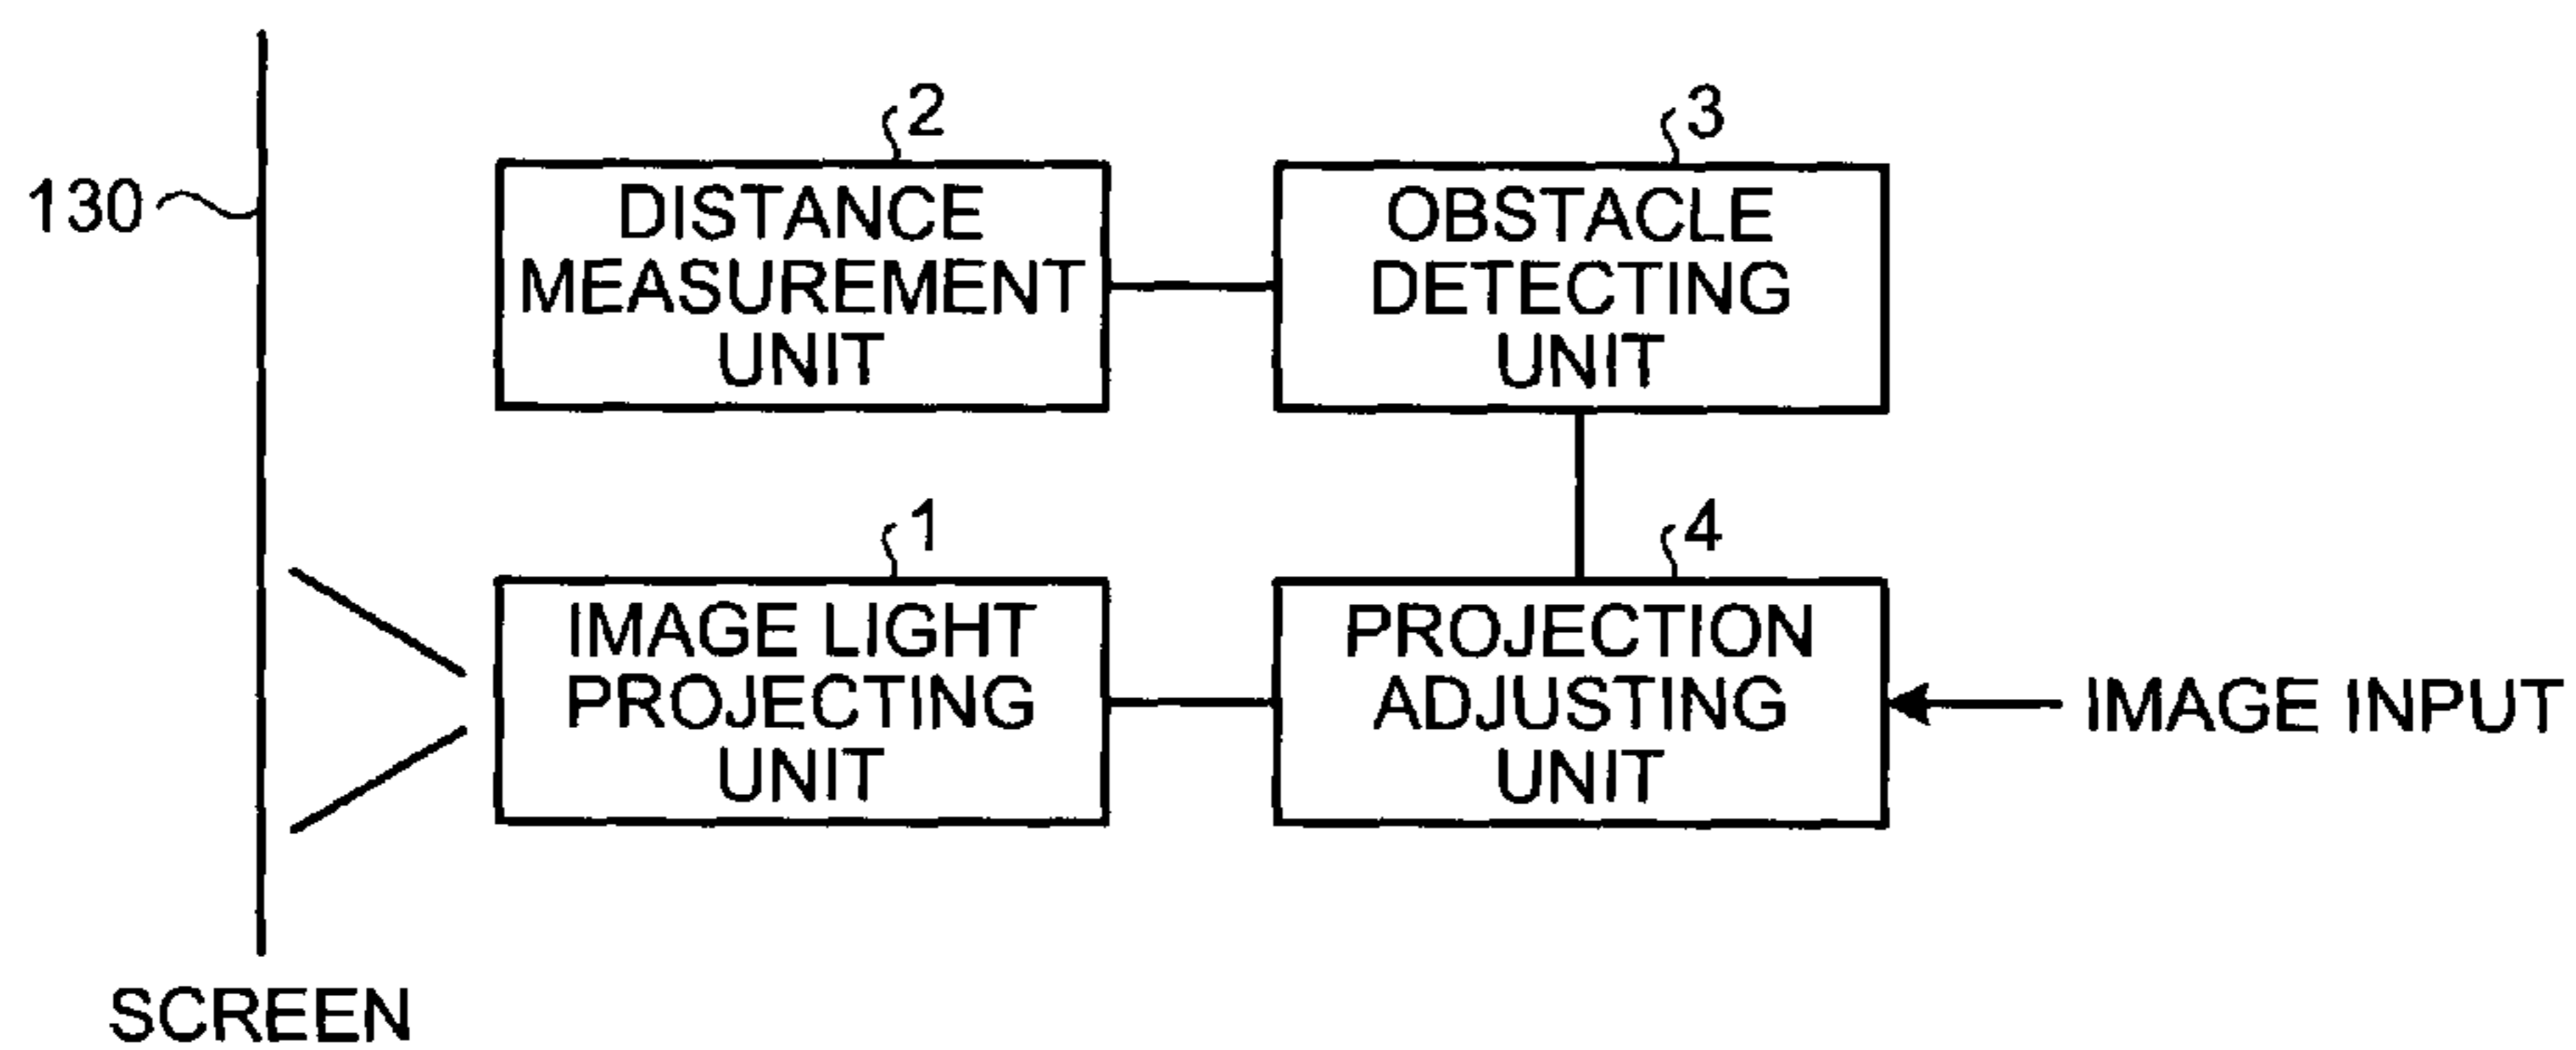 2
3
130
DISTANCE
MEASUREMENT
UNIT
OBSTACLE
DETECTING
UNIT
1
4
IMAGE LIGHT
PROJECTING
UNIT
PROJECTION
ADJUSTING
UNIT
IMAGE INPUT
SCREEN